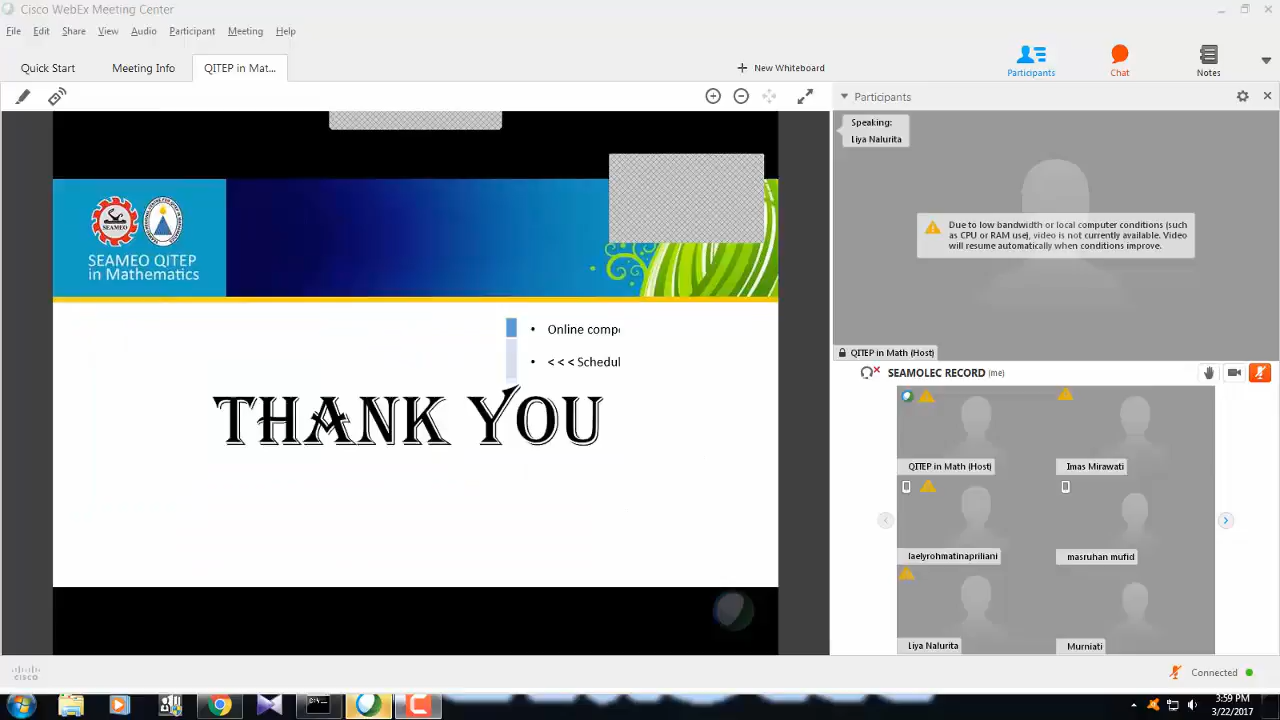 Cisco WebEx Meeting Center
File Edit Share View Audio Participant Meeting Help
Quick Start Meeting Info QITEP in Mat... New Whiteboard
Participants Chat Notes
Participants
Speaking:
Liya Nalurita
Due to low bandwidth or local computer conditions (such
as CPU or RAM use), video is not currently available. Video
will resume automatically when conditions improve.
QITEP in Math (Host)
SEAMEO
SEAMEO QITEP
in Mathematics
• Online compe
• < < < Schedul
THANK YOU
SEAMOLEC RECORD (me)
QITEP in Math (Host)
Imas Mirawati
laelyrohmatinapriliani
masruhan mufid
Liya Nalurita
Murniati
cisco
Connected
3:59 PM
3/22/2017